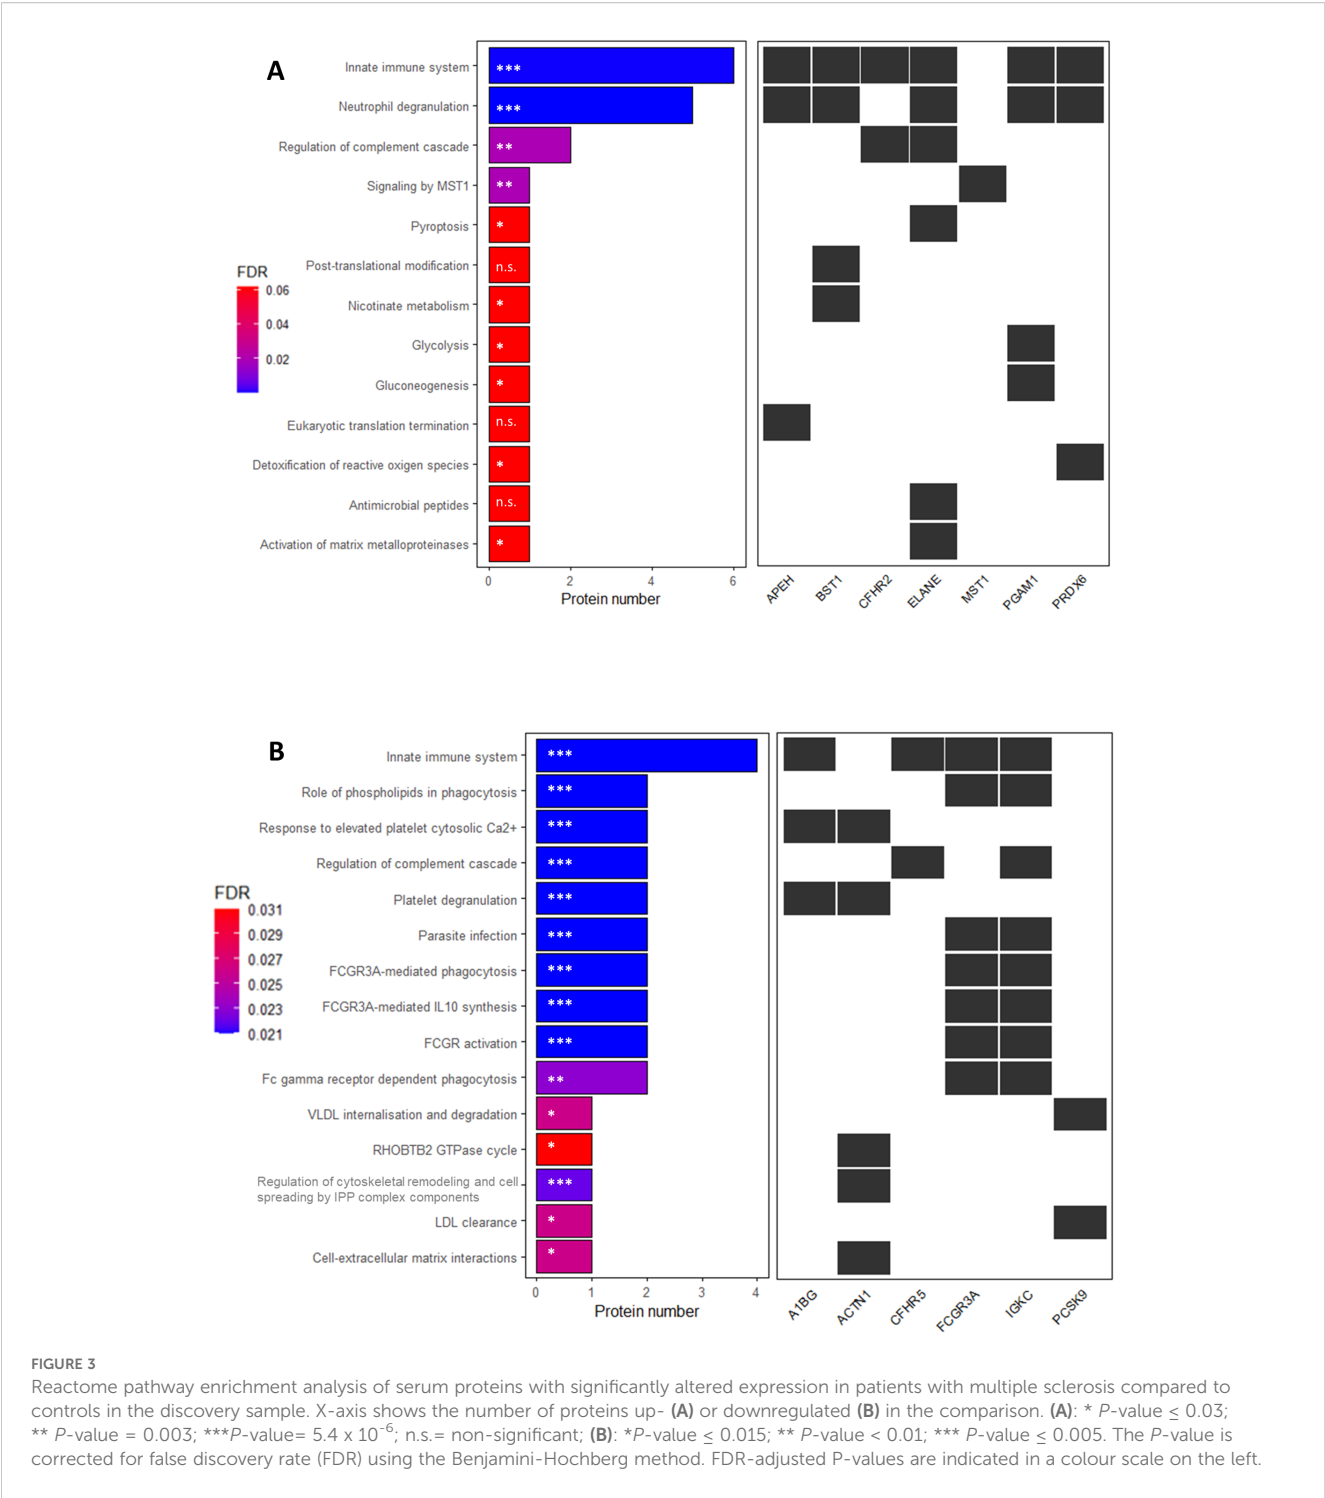 A
Innate immune system
***
Neutrophil degranulation
***
Regulation of complement cascade
**
Signaling by MST1
**
Pyroptosis
*
Post-translational modification
n.s.
Nicotinate metabolism
*
Glycolysis
*
Gluconeogenesis
*
Eukaryotic translation termination
n.s.
Detoxification of reactive oxigen species
*
Antimicrobial peptides
n.s.
Activation of matrix metalloproteinases
*
FDR
0.06
0.04
0.02
0 2 4 6
Protein number
APEH BST1 CFHR2 ELANE MST1 PGAM1 PRDX6
B
Innate immune system
***
Role of phospholipids in phagocytosis
***
Response to elevated platelet cytosolic Ca2+
***
Regulation of complement cascade
***
Platelet degranulation
***
Parasite infection
***
FCGR3A-mediated phagocytosis
***
FCGR3A-mediated IL10 synthesis
***
FCGR activation
***
Fc gamma receptor dependent phagocytosis
**
VLDL internalisation and degradation
*
RHOBTB2 GTPase cycle
*
Regulation of cytoskeletal remodeling and cell
spreading by IPP complex components
***
LDL clearance
*
Cell-extracellular matrix interactions
*
FDR
0.031
0.029
0.027
0.025
0.023
0.021
0 1 2 3 4
Protein number
A1BG ACTN1 CFHR5 FCGR3A IGKC PCSK9
FIGURE 3
Reactome pathway enrichment analysis of serum proteins with significantly altered expression in patients with multiple sclerosis compared to
controls in the discovery sample. X-axis shows the number of proteins up- (A) or downregulated (B) in the comparison. (A): * P-value ≤ 0.03;
** P-value = 0.003; ***P-value= 5.4 x 10⁻⁶; n.s.= non-significant; (B): *P-value ≤ 0.015; ** P-value < 0.01; *** P-value ≤ 0.005. The P-value is
corrected for false discovery rate (FDR) using the Benjamini-Hochberg method. FDR-adjusted P-values are indicated in a colour scale on the left.